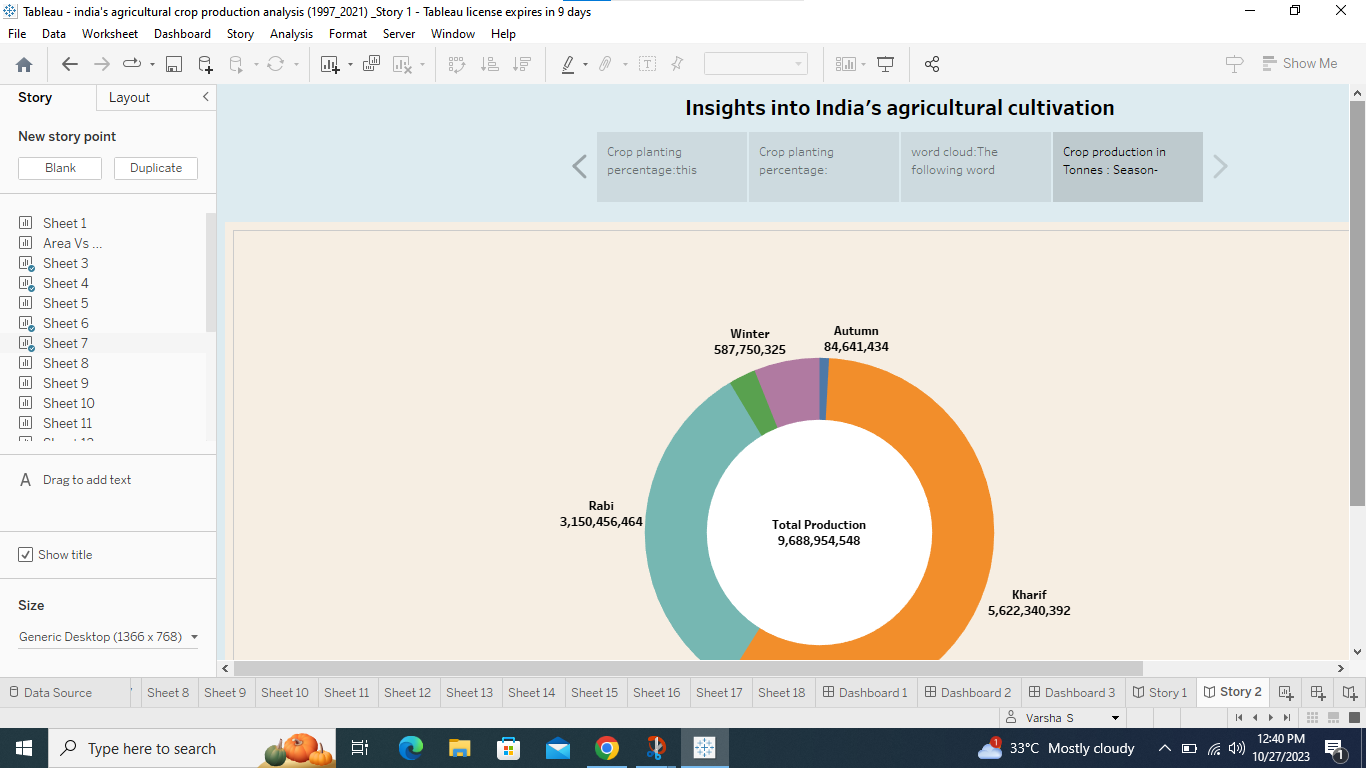 Tableau - india's agricultural crop production analysis (1997_2021) _Story 1 - Tableau license expires in 9 days
File Data Worksheet Dashboard Story Analysis Format Server Window Help
Show Me
Story Layout
New story point
Blank Duplicate
Sheet 1
Area Vs ...
Sheet 3
Sheet 4
Sheet 5
Sheet 6
Sheet 7
Sheet 8
Sheet 9
Sheet 10
Sheet 11
A Drag to add text
Show title
Size
Generic Desktop (1366 x 768)
Insights into India's agricultural cultivation
Crop planting
percentage:this
Crop planting
percentage:
word cloud:The
following word
Crop production in
Tonnes : Season-
Winter
587,750,325
Autumn
84,641,434
Rabi
3,150,456,464
Total Production
9,688,954,548
Kharif
5,622,340,392
Data Source Sheet 8 Sheet 9 Sheet 10 Sheet 11 Sheet 12 Sheet 13 Sheet 14 Sheet 15 Sheet 16 Sheet 17 Sheet 18 Dashboard 1 Dashboard 2 Dashboard 3 Story 1 Story 2
Varsha S
Type here to search
1
33°C Mostly cloudy
12:40 PM
10/27/2023
1